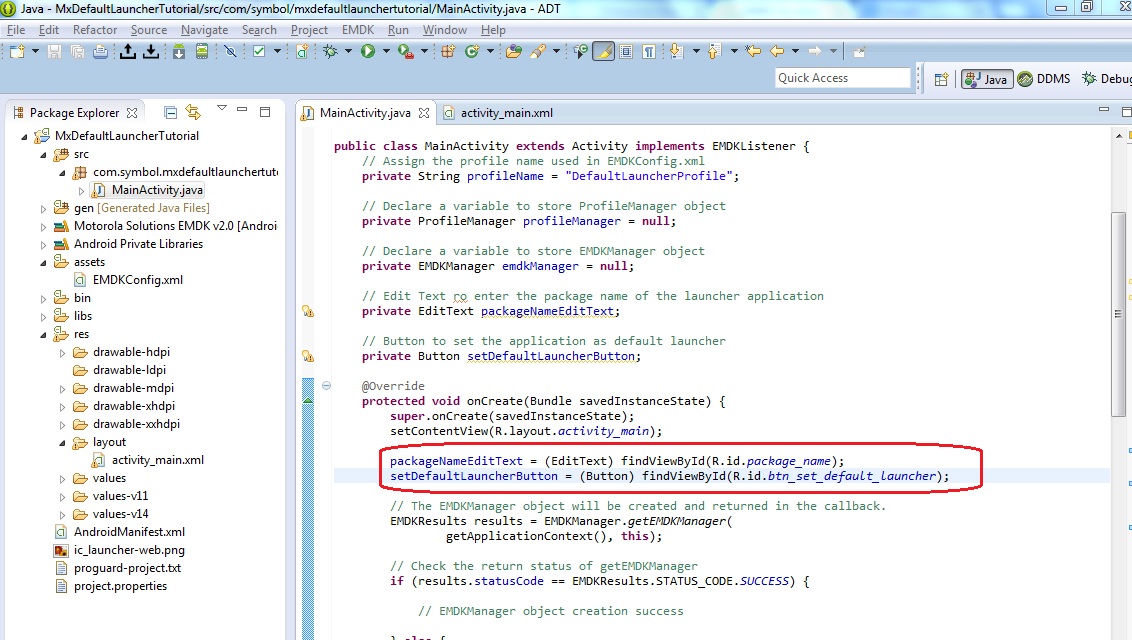 Java - MxDefaultLauncherTutorial/src/com/symbol/mxdefaultlaunchertutorial/MainActivity.java - ADT
File Edit Refactor Source Navigate Search Project EMDK Run Window Help
Quick Access
Java
DDMS
Debu
Package Explorer
MxDefaultLauncherTutorial
src
com.symbol.mxdefaultlaunchertuto
MainActivity.java
gen [Generated Java Files]
Motorola Solutions EMDK v2.0 [Androi
Android Private Libraries
assets
EMDKConfig.xml
bin
libs
res
drawable-hdpi
drawable-ldpi
drawable-mdpi
drawable-xhdpi
drawable-xxhdpi
layout
activity_main.xml
values
values-v11
values-v14
AndroidManifest.xml
ic_launcher-web.png
proguard-project.txt
project.properties
MainActivity.java
activity_main.xml
public class MainActivity extends Activity implements EMDKListener {
// Assign the profile name used in EMDKConfig.xml
private String profileName = "DefaultLauncherProfile";
// Declare a variable to store ProfileManager object
private ProfileManager profileManager = null;
// Declare a variable to store EMDKManager object
private EMDKManager emdkManager = null;
// Edit Text ro enter the package name of the launcher application
private EditText packageNameEditText;
// Button to set the application as default launcher
private Button setDefaultLauncherButton;
@Override
protected void onCreate(Bundle savedInstanceState) {
super.onCreate(savedInstanceState);
setContentView(R.layout.activity_main);
packageNameEditText = (EditText) findViewById(R.id.package_name);
setDefaultLauncherButton = (Button) findViewById(R.id.btn_set_default_launcher);
// The EMDKManager object will be created and returned in the callback.
EMDKResults results = EMDKManager.getEMDKManager(
getApplicationContext(), this);
// Check the return status of getEMDKManager
if (results.statusCode == EMDKResults.STATUS_CODE.SUCCESS) {
// EMDKManager object creation success
} else {